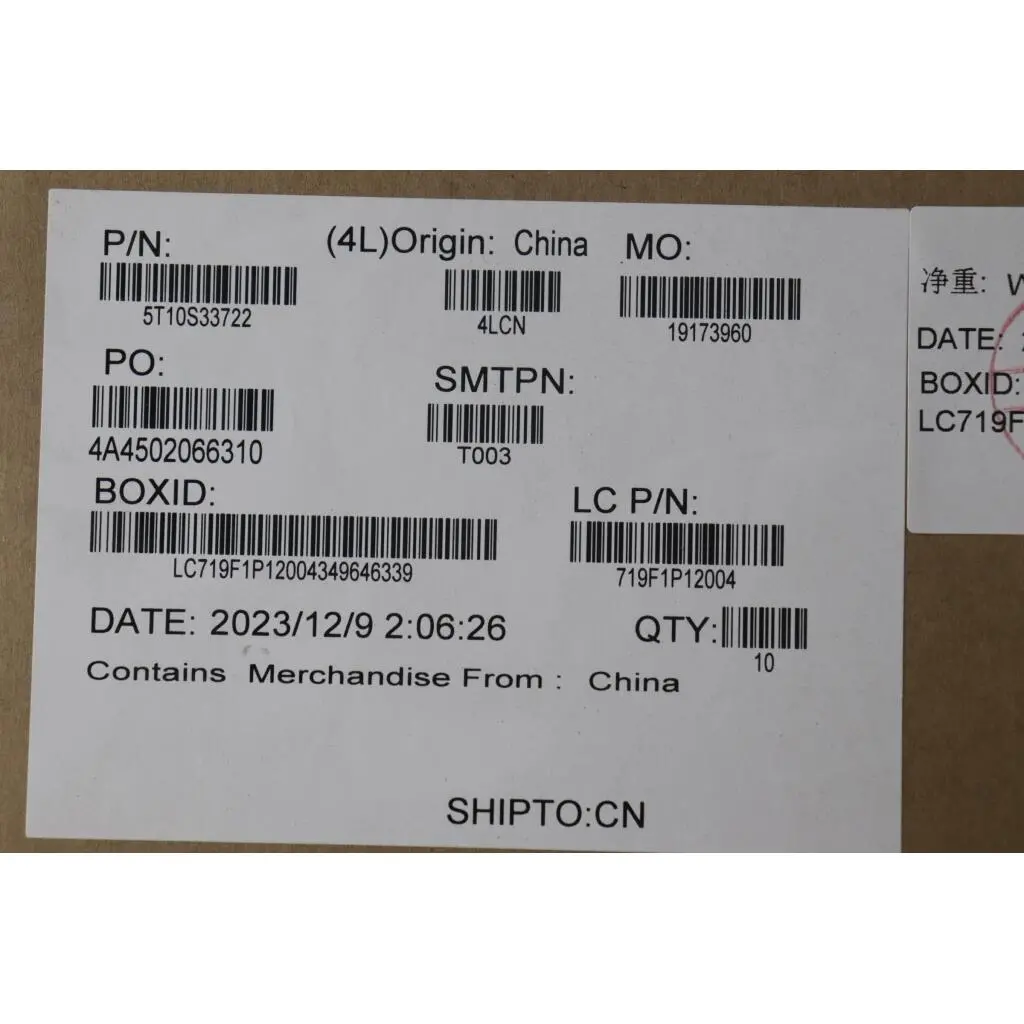 P/N: (4L)Origin: China MO:
5T10S33722 4LCN 19173960
PO: SMTPN:
4A4502066310 T003
BOXID: LC P/N:
LC719F1P12004349646339 719F1P12004
DATE: 2023/12/9 2:06:26 QTY:
10
Contains Merchandise From : China
SHIPTO:CN
净重:
DATE:
BOXID:
LC719F